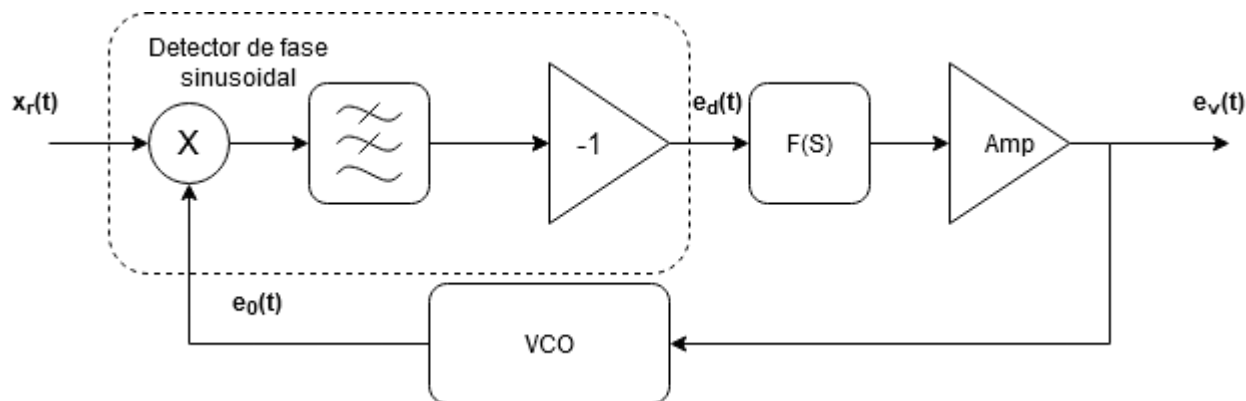 Detector de fase
sinusoidal
xr(t)
X
-1
ed(t)
F(S)
Amp
ev(t)
e0(t)
VCO